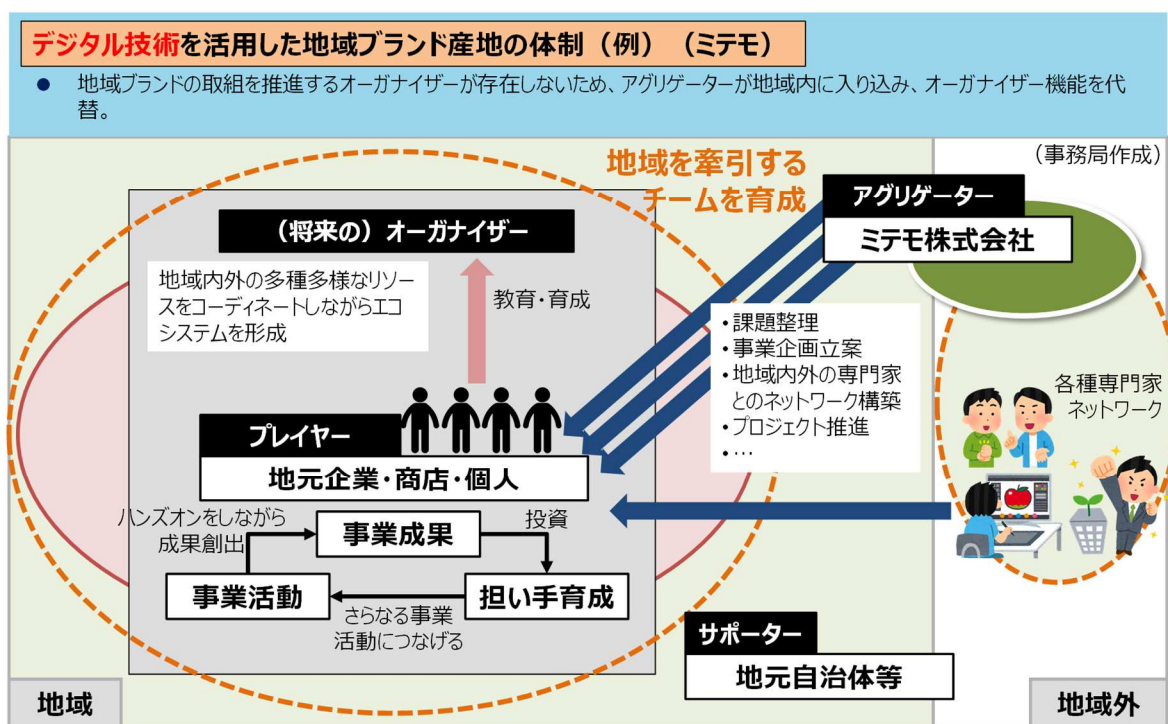 デジタル技術を活用した地域ブランド産地の体制（例）（ミテモ）
● 地域ブランドの取組を推進するオーガナイザーが存在しないため、アグリゲーターが地域内に入り込み、オーガナイザー機能を代
替。
（事務局作成）
地域を牽引する
チームを育成
アグリゲーター
ミテモ株式会社
（将来の）オーガナイザー
地域内外の多種多様なリソー
スをコーディネートしながらエコ
システムを形成
教育・育成
・課題整理
・事業企画立案
・地域内外の専門家
とのネットワーク構築
・プロジェクト推進
・…
各種専門家
ネットワーク
プレイヤー
地元企業・商店・個人
ハンズオンをしながら
成果創出
事業成果
投資
事業活動
担い手育成
さらなる事業
活動につなげる
サポーター
地元自治体等
地域
地域外